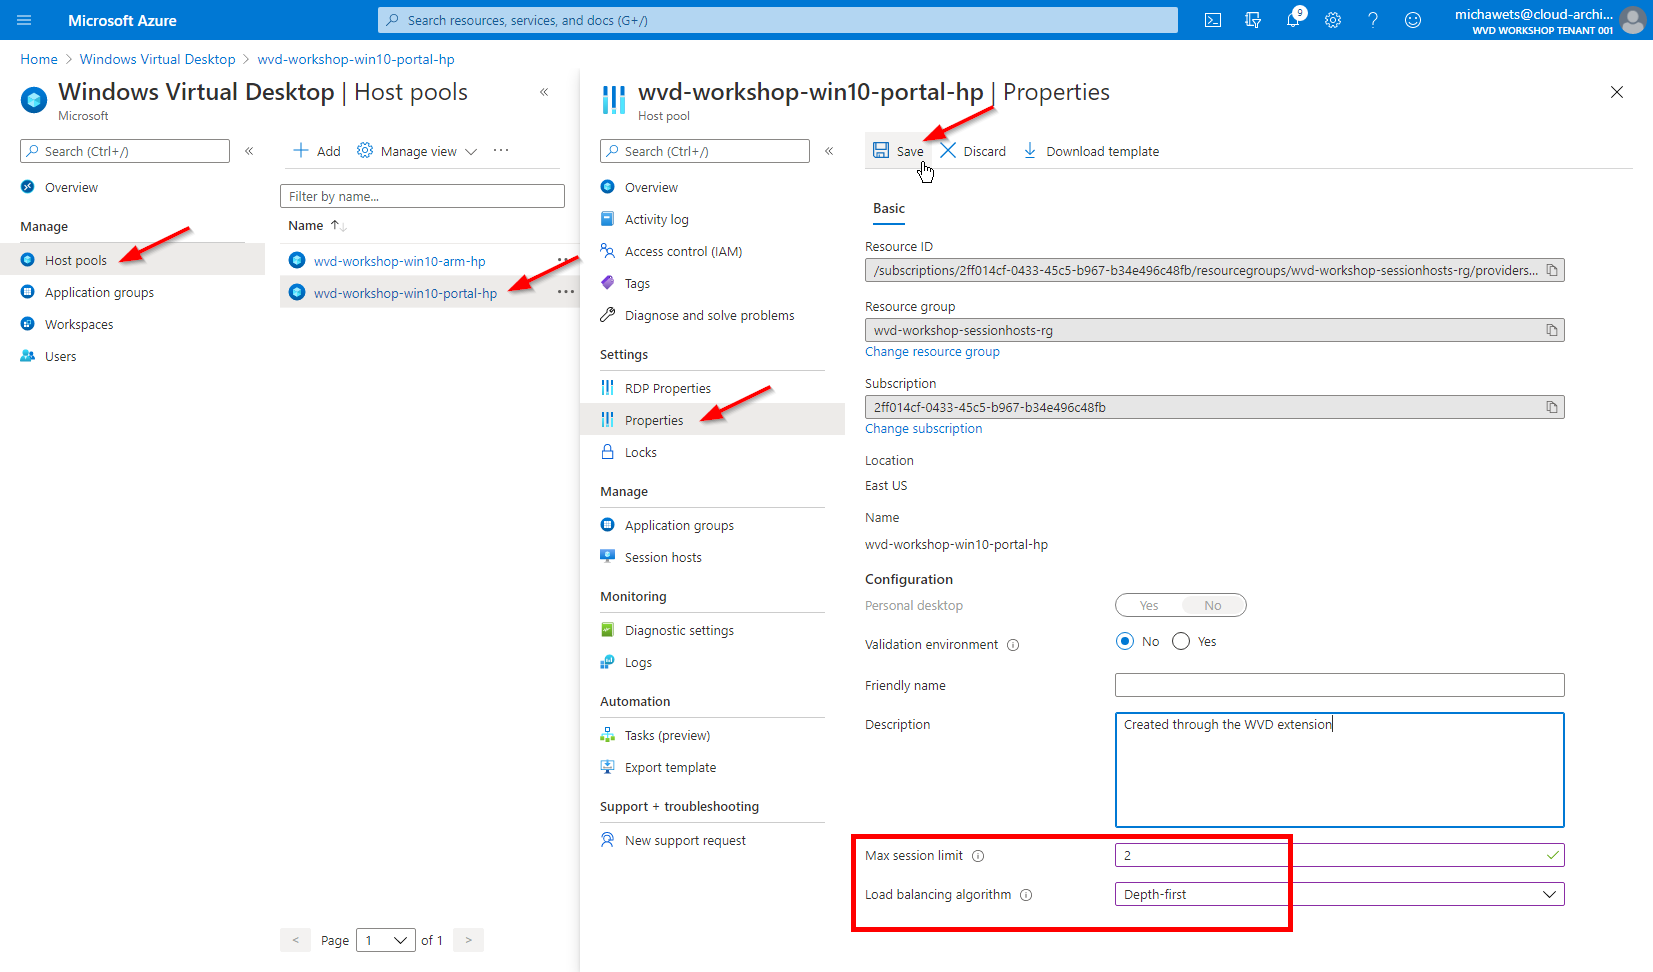 Microsoft Azure
Search resources, services, and docs (G+/)
9
michawets@cloud-archi...
WVD WORKSHOP TENANT 001
Home > Windows Virtual Desktop > wvd-workshop-win10-portal-hp
Windows Virtual Desktop | Host pools
Microsoft
Search (Ctrl+/)
«
Overview
Manage
Host pools
Application groups
Workspaces
Users
«
Add
Manage view
...
Filter by name...
Name ↑↓
wvd-workshop-win10-arm-hp
...
wvd-workshop-win10-portal-hp
...
< Page 1 of 1 >
wvd-workshop-win10-portal-hp | Properties
Host pool
Search (Ctrl+/)
«
Overview
Activity log
Access control (IAM)
Tags
Diagnose and solve problems
Settings
RDP Properties
Properties
Locks
Manage
Application groups
Session hosts
Monitoring
Diagnostic settings
Logs
Automation
Tasks (preview)
Export template
Support + troubleshooting
New support request
Save
Discard
Download template
Basic
Resource ID
/subscriptions/2ff014cf-0433-45c5-b967-b34e496c48fb/resourcegroups/wvd-workshop-sessionhosts-rg/providers...
Resource group
wvd-workshop-sessionhosts-rg
Change resource group
Subscription
2ff014cf-0433-45c5-b967-b34e496c48fb
Change subscription
Location
East US
Name
wvd-workshop-win10-portal-hp
Configuration
Personal desktop Yes No
Validation environment No Yes
Friendly name
Description Created through the WVD extension
Max session limit 2
Load balancing algorithm Depth-first